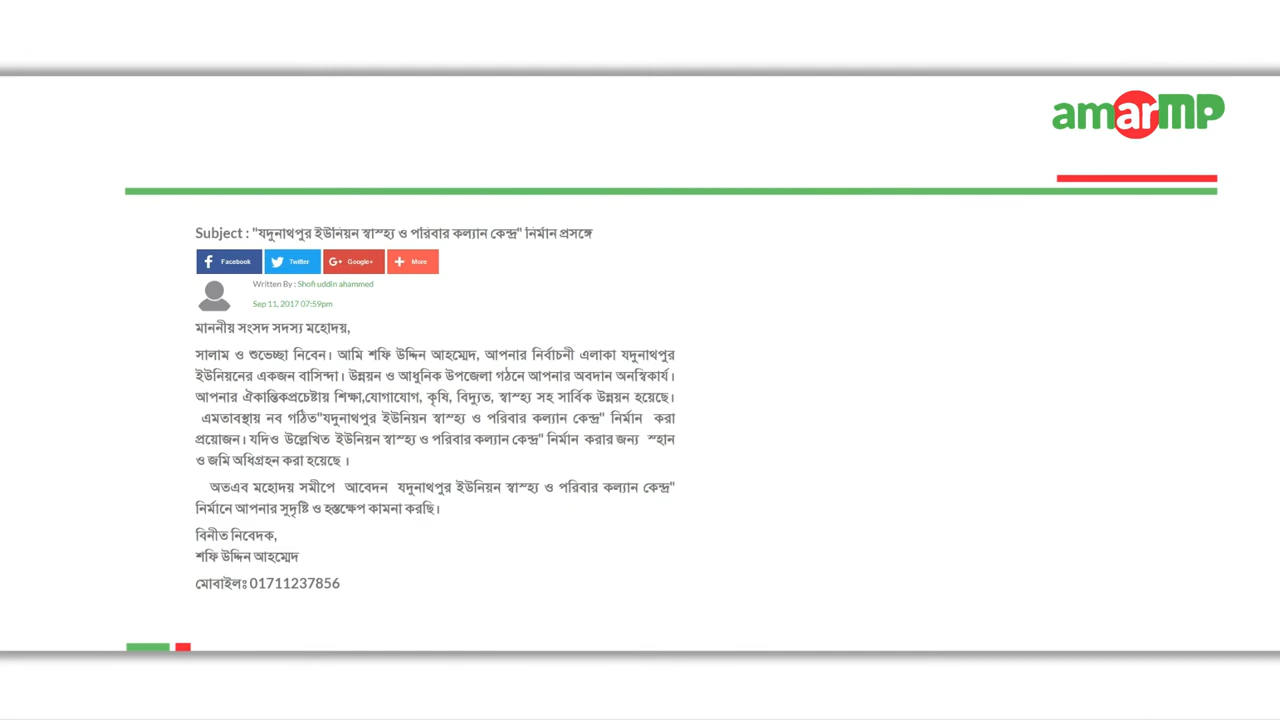 amarMP
Subject : "যদুনাথপুর ইউনিয়ন স্বাস্হ্য ও পরিবার কল্যান কেন্দ্র" নির্মান প্রসঙ্গে
Facebook Twitter Google+ More
Written By : Shofi uddin ahammed
Sep 11, 2017 07:59pm
মাননীয় সংসদ সদস্য মহোদয়,
সালাম ও শুভেচ্ছা নিবেন। আমি শফি উদ্দিন আহম্মেদ, আপনার নির্বাচনী এলাকা যদুনাথপুর
ইউনিয়নের একজন বাসিন্দা। উন্নয়ন ও আধুনিক উপজেলা গঠনে আপনার অবদান অনস্বিকার্য।
আপনার ঐকান্তিকপ্রচেষ্টায় শিক্ষা,যোগাযোগ, কৃষি, বিদ্যুত, স্বাস্হ্য সহ সার্বিক উন্নয়ন হয়েছে।
এমতাবস্থায় নব গঠিত"যদুনাথপুর ইউনিয়ন স্বাস্হ্য ও পরিবার কল্যান কেন্দ্র" নির্মান করা
প্রয়োজন। যদিও উল্লেখিত ইউনিয়ন স্বাস্হ্য ও পরিবার কল্যান কেন্দ্র" নির্মান করার জন্য স্হান
ও জমি অধিগ্রহন করা হয়েছে ।
অতএব মহোদয় সমীপে আবেদন যদুনাথপুর ইউনিয়ন স্বাস্হ্য ও পরিবার কল্যান কেন্দ্র"
নির্মানে আপনার সুদৃষ্টি ও হস্তক্ষেপ কামনা করছি।
বিনীত নিবেদক,
শফি উদ্দিন আহম্মেদ
মোবাইলঃ 01711237856